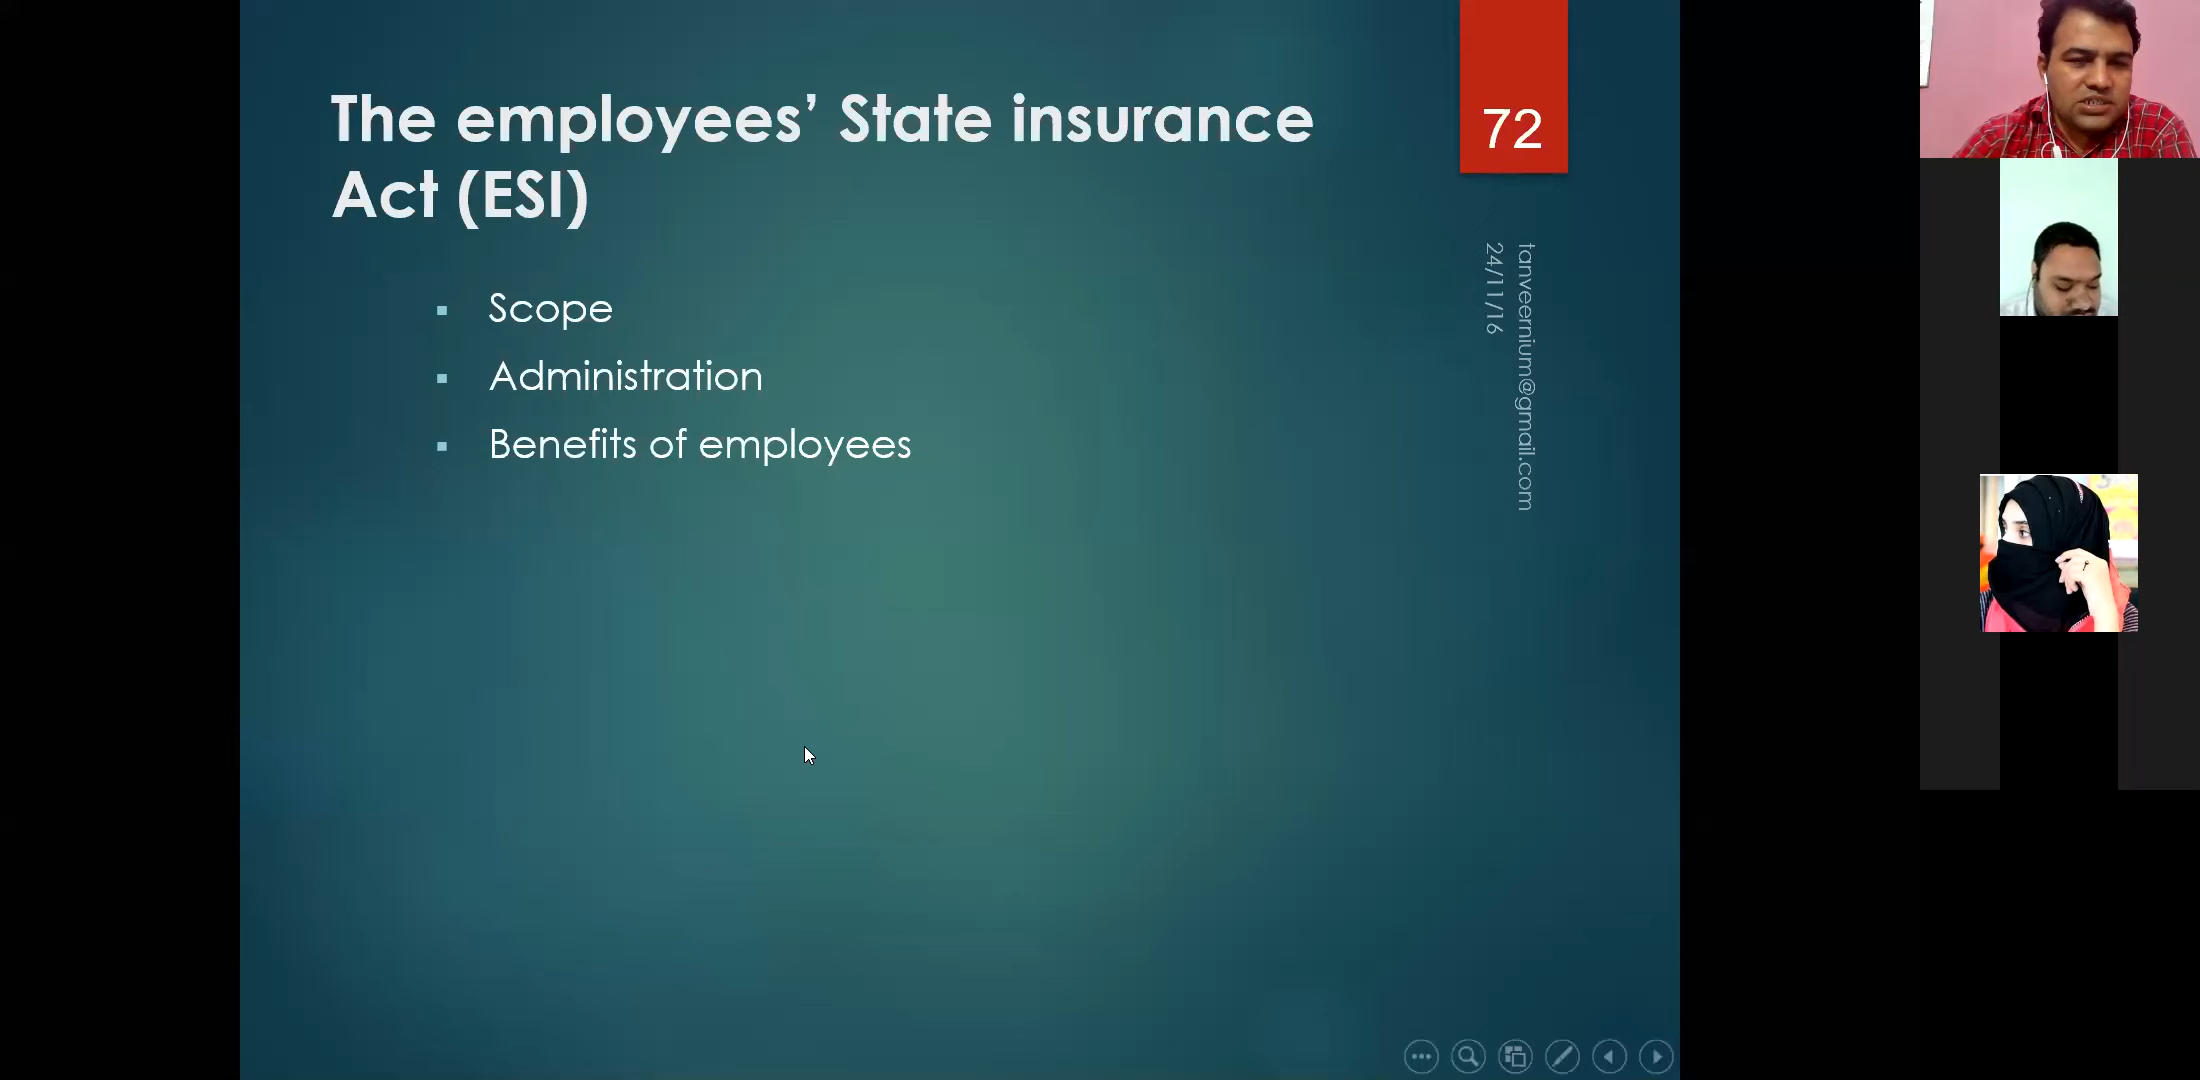 The employees’ State insurance
Act (ESI)
72
▪ Scope
▪ Administration
▪ Benefits of employees
tanveernium@gmail.com
24/11/16